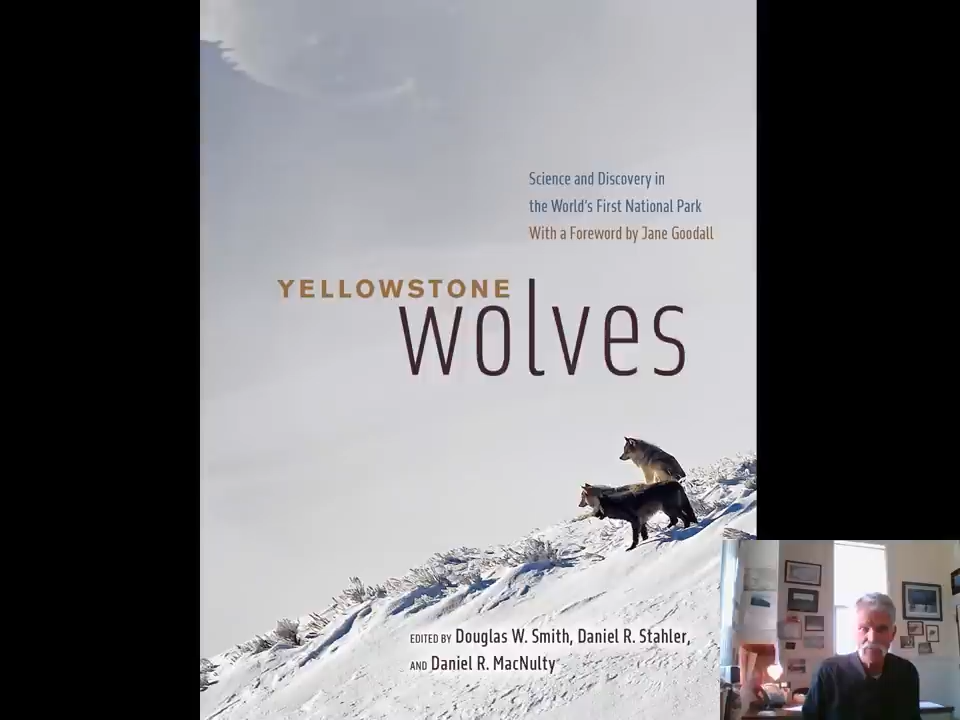 Science and Discovery in
the World's First National Park
With a Foreword by Jane Goodall
YELLOWSTONE
wolves
EDITED BY Douglas W. Smith, Daniel R. Stahler,
AND Daniel R. MacNulty